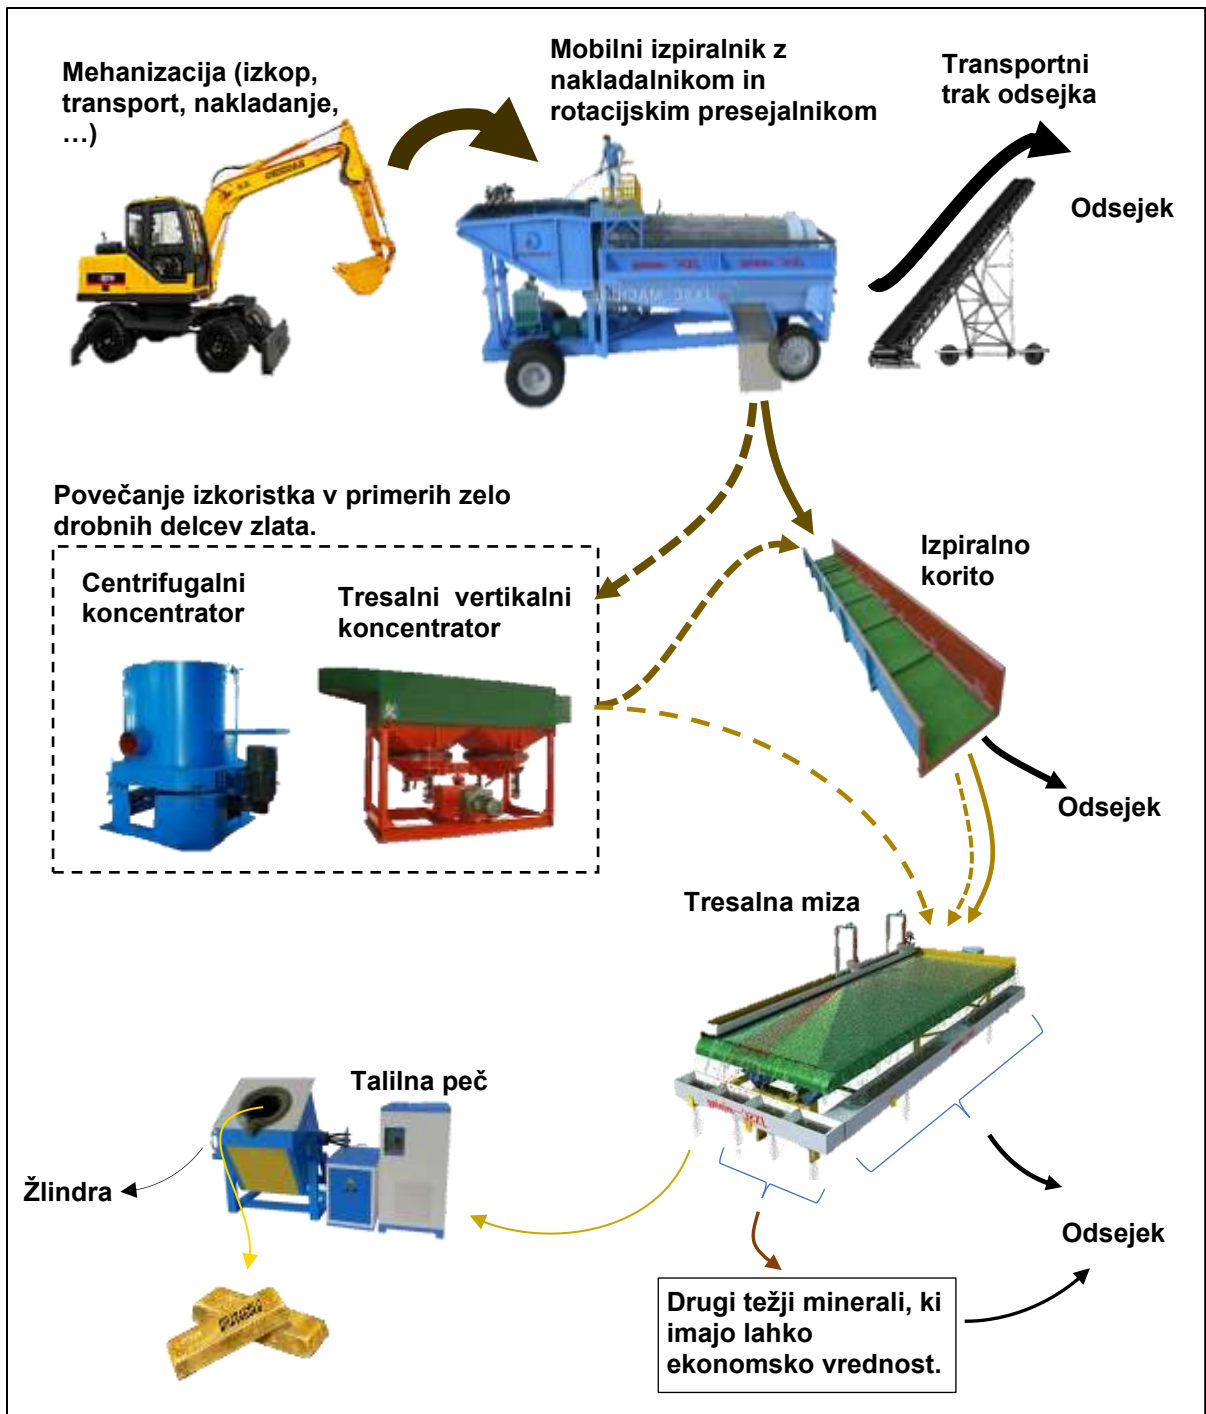 Mehanizacija (izkop,
transport, nakladanje,
…)
Mobilni izpiralnik z
nakladalnikom in
rotacijskim presejalnikom
Transportni
trak odsejka
Odsejek
Povečanje izkoristka v primerih zelo
drobnih delcev zlata.
Centrifugalni
koncentrator
Tresalni vertikalni
koncentrator
Izpiralno
korito
Odsejek
Tresalna miza
Talilna peč
Žlindra
Odsejek
Drugi težji minerali, ki
imajo lahko
ekonomsko vrednost.